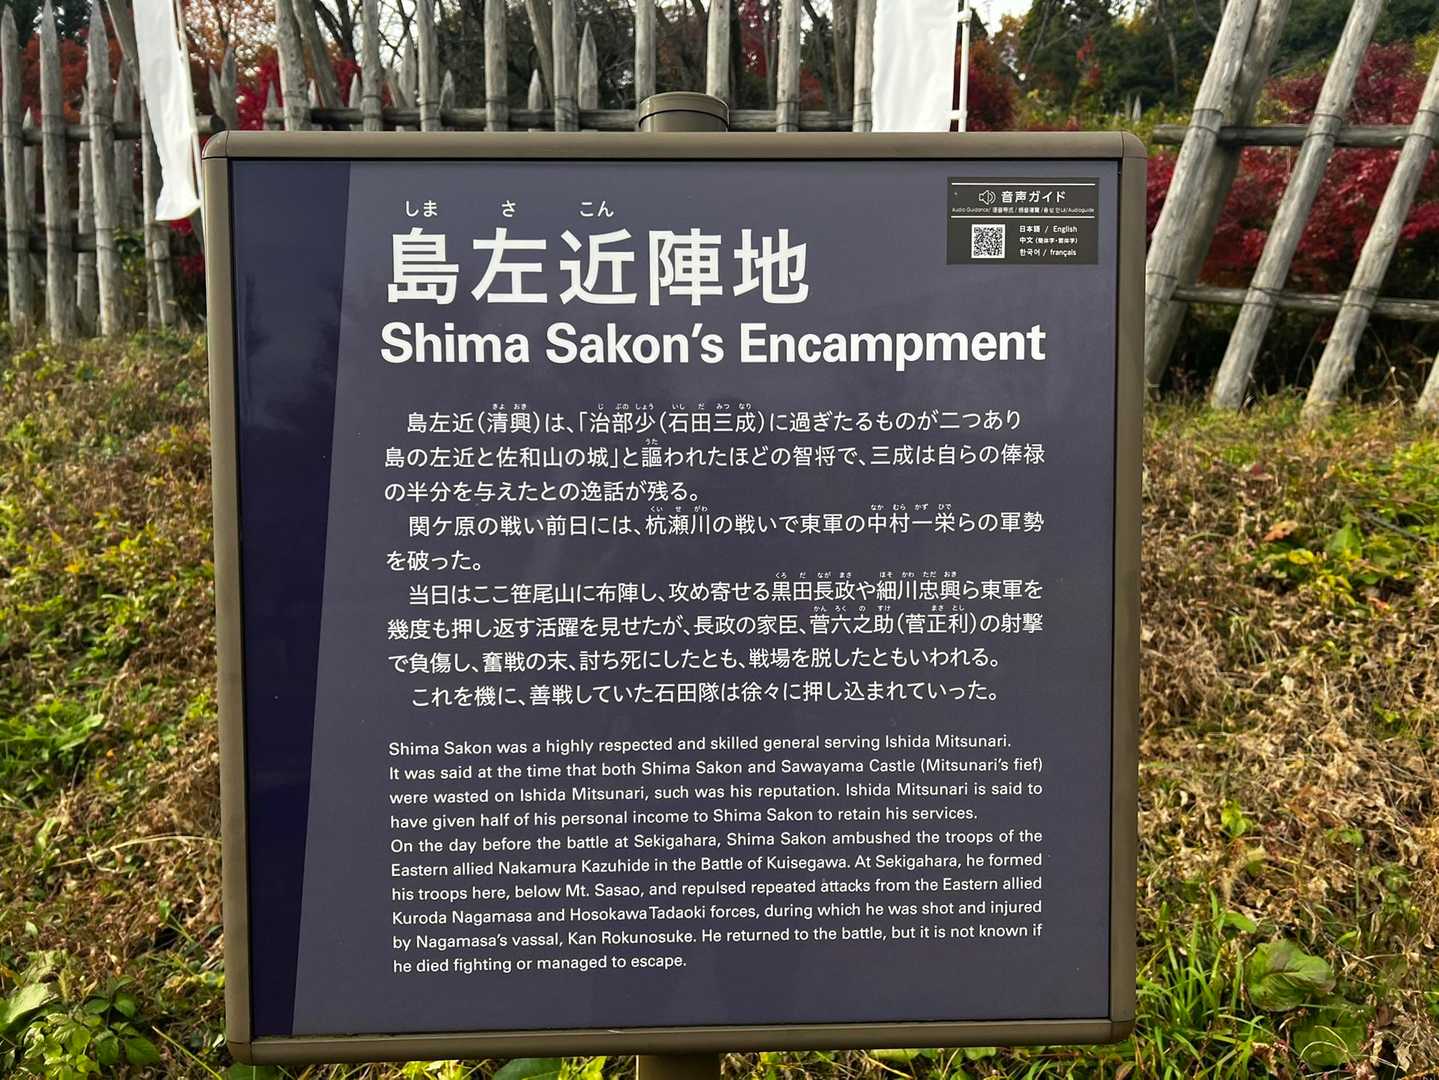 しま さ こん
島左近陣地
Shima Sakon's Encampment
音声ガイド
日本語 / English
中文(簡体字・繁体字)
한국어 / français
島左近(清興)は、「治部少(石田三成)に過ぎたるものが二つあり
島の左近と佐和山の城」と謳われたほどの智将で、三成は自らの俸禄
の半分を与えたとの逸話が残る。
関ケ原の戦い前日には、杭瀬川の戦いで東軍の中村一栄らの軍勢
を破った。
当日はここ笹尾山に布陣し、攻め寄せる黒田長政や細川忠興ら東軍を
幾度も押し返す活躍を見せたが、長政の家臣、菅六之助(菅正利)の射撃
で負傷し、奮戦の末、討ち死にしたとも、戦場を脱したともいわれる。
これを機に、善戦していた石田隊は徐々に押し込まれていった。
Shima Sakon was a highly respected and skilled general serving Ishida Mitsunari.
It was said at the time that both Shima Sakon and Sawayama Castle (Mitsunari's fief)
were wasted on Ishida Mitsunari, such was his reputation. Ishida Mitsunari is said to
have given half of his personal income to Shima Sakon to retain his services.
On the day before the battle at Sekigahara, Shima Sakon ambushed the troops of the
Eastern allied Nakamura Kazuhide in the Battle of Kuisegawa. At Sekigahara, he formed
his troops here, below Mt. Sasao, and repulsed repeated attacks from the Eastern allied
Kuroda Nagamasa and Hosokawa Tadaoki forces, during which he was shot and injured
by Nagamasa's vassal, Kan Rokunosuke. He returned to the battle, but it is not known if
he died fighting or managed to escape.